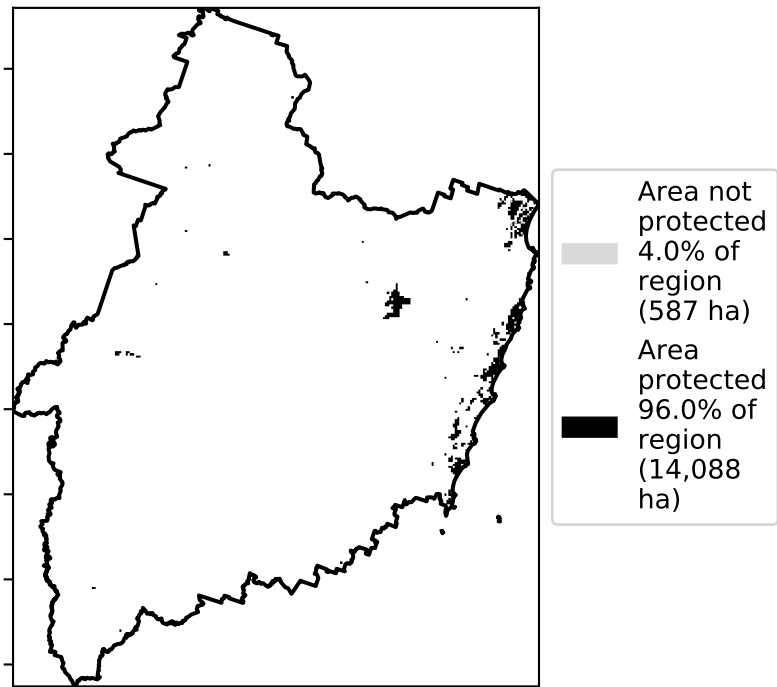 Area not
protected
4.0% of
region
(587 ha)
Area
protected
96.0% of
region
(14,088
ha)